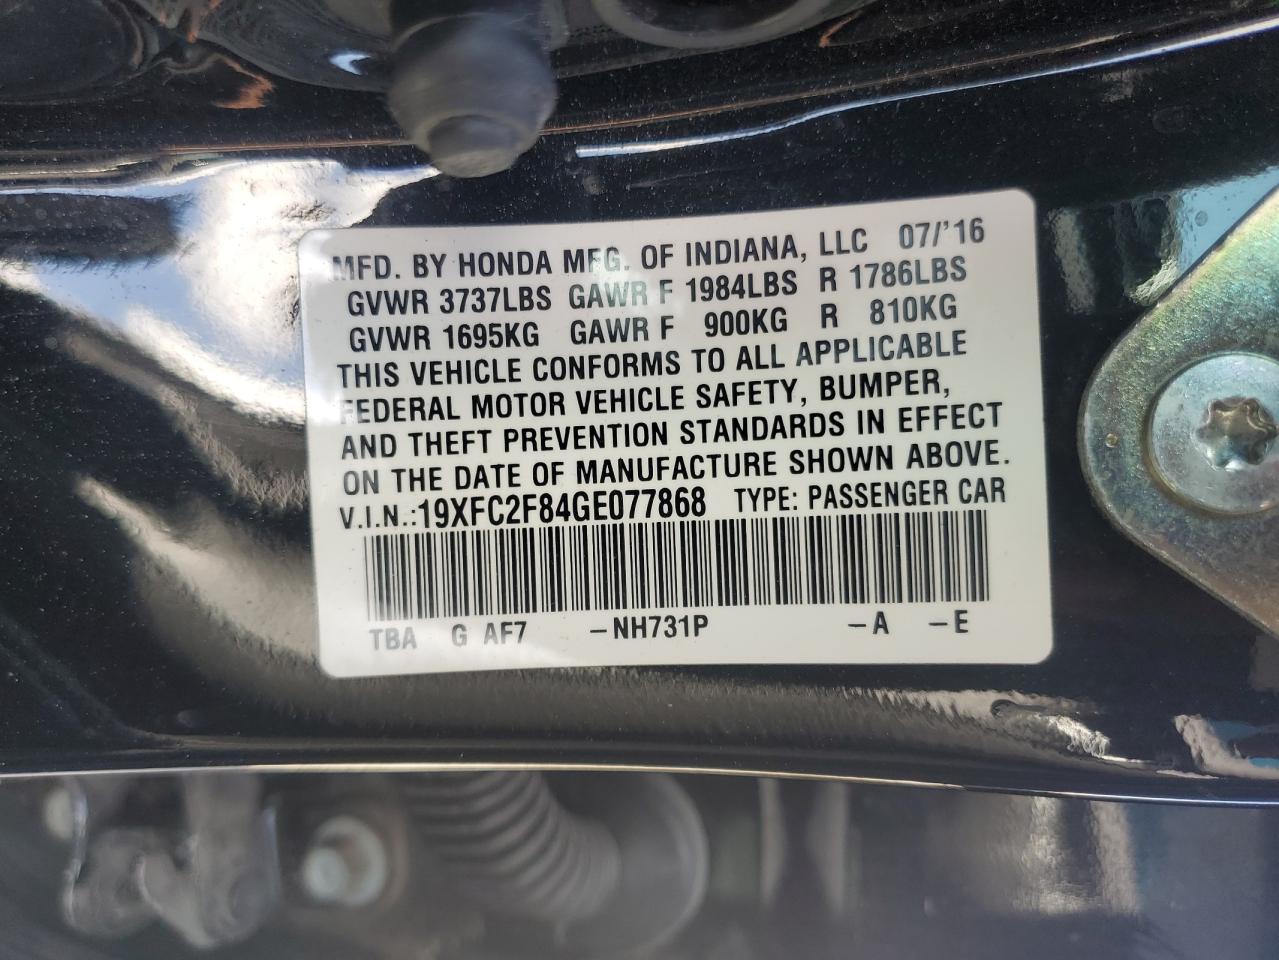 MFD. BY HONDA MFG. OF INDIANA, LLC 07/'16
GVWR 3737LBS GAWR F 1984LBS R 1786LBS
GVWR 1695KG GAWR F 900KG R 810KG
THIS VEHICLE CONFORMS TO ALL APPLICABLE
FEDERAL MOTOR VEHICLE SAFETY, BUMPER,
AND THEFT PREVENTION STANDARDS IN EFFECT
ON THE DATE OF MANUFACTURE SHOWN ABOVE.
V.I.N.:19XFC2F84GE077868 TYPE: PASSENGER CAR
TBA G AF7 –NH731P –A –E